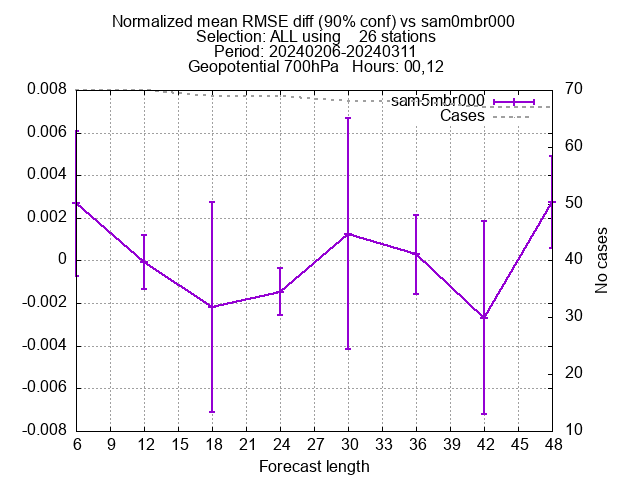 Normalized mean RMSE diff (90% conf) vs sam0mbr000
Selection: ALL using    26 stations
Period: 20240206-20240311
Geopotential 700hPa   Hours: 00,12
sam5mbr000
Cases
0.008
0.006
0.004
0.002
0
-0.002
-0.004
-0.006
-0.008
70
60
50
40
30
20
10
No cases
6 9 12 15 18 21 24 27 30 33 36 39 42 45 48
Forecast length